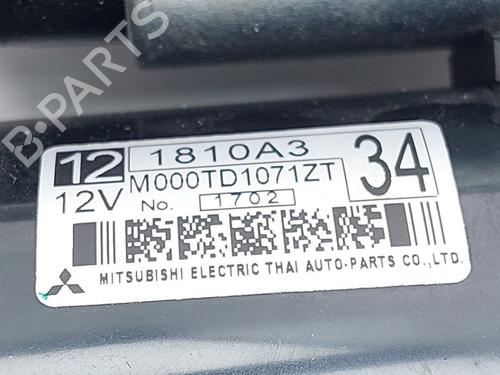 B-PARTS
12 1810A3 34
12V M000TD1071ZT
No. 1702
MITSUBISHI ELECTRIC THAI AUTO-PARTS CO.,LTD.